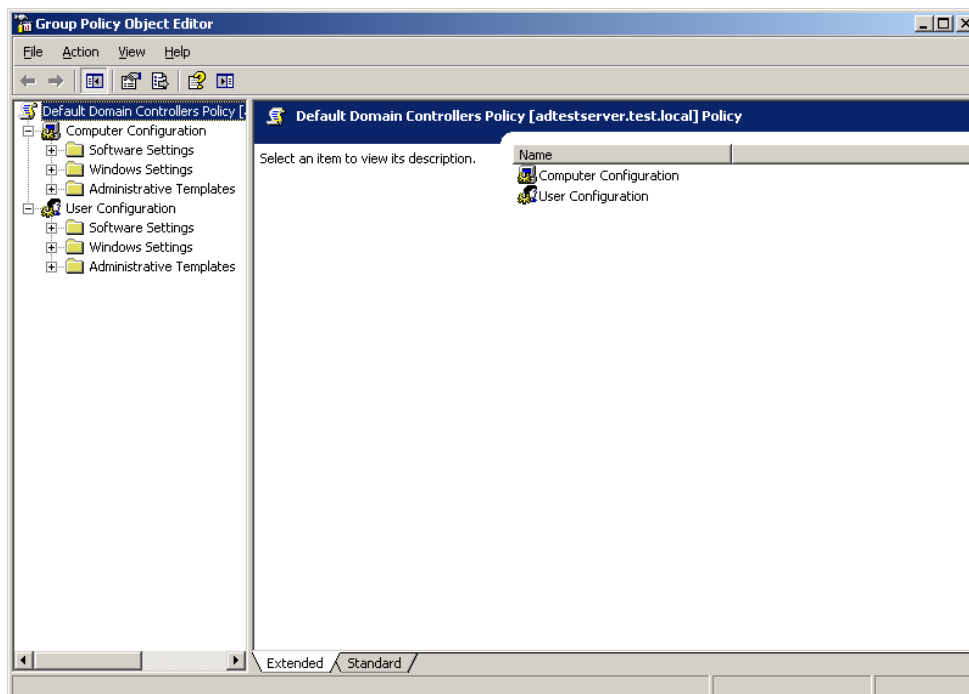 Group Policy Object Editor
File Action View Help
Default Domain Controllers Policy [
Computer Configuration
Software Settings
Windows Settings
Administrative Templates
User Configuration
Software Settings
Windows Settings
Administrative Templates
Default Domain Controllers Policy [adtestserver.test.local] Policy
Select an item to view its description.
Name
Computer Configuration
User Configuration
Extended Standard